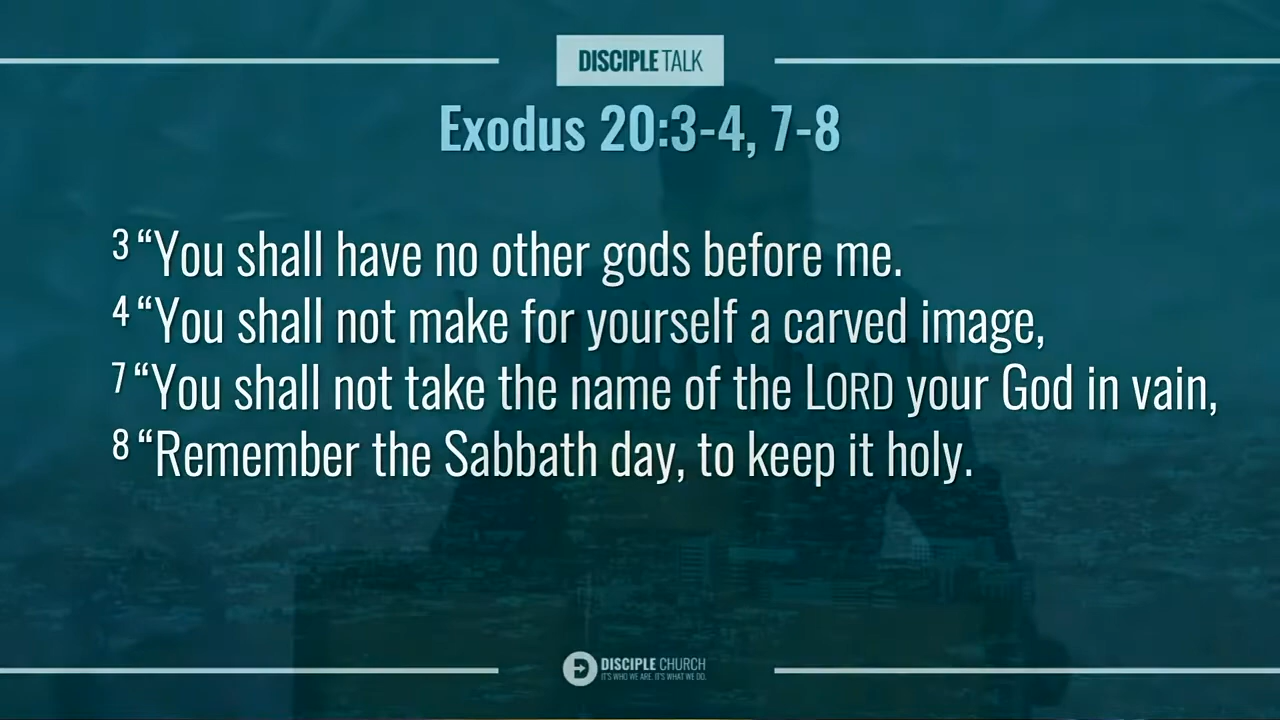 DISCIPLE TALK
Exodus 20:3-4, 7-8
3 “You shall have no other gods before me.
4 “You shall not make for yourself a carved image,
7 “You shall not take the name of the LORD your God in vain,
8 “Remember the Sabbath day, to keep it holy.
DISCIPLE CHURCH
IT'S WHO WE ARE. IT'S WHAT WE DO.